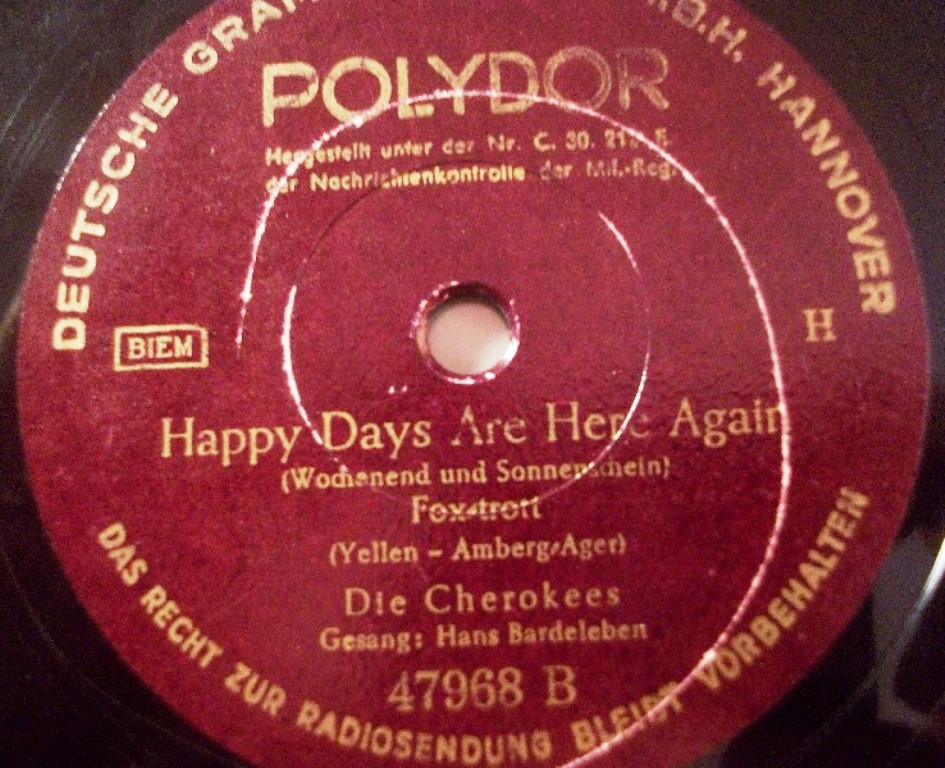 DEUTSCHE GRAM
.B.H. HANNOVER
POLYDOR
Hergestellt unter der Nr. C. 30.
der Nachrichtenkontrolle der Mil.-Reg.
BIEM
H
Happy Days Are Here Again
(Wochenend und Sonnenschein)
Fox-trott
(Yellen - Amberg-Ager)
Die Cherokees
Gesang: Hans Bardeleben
47968 B
DAS RECHT ZUR RADIOSENDUNG BLEIBT VORBEHALTEN